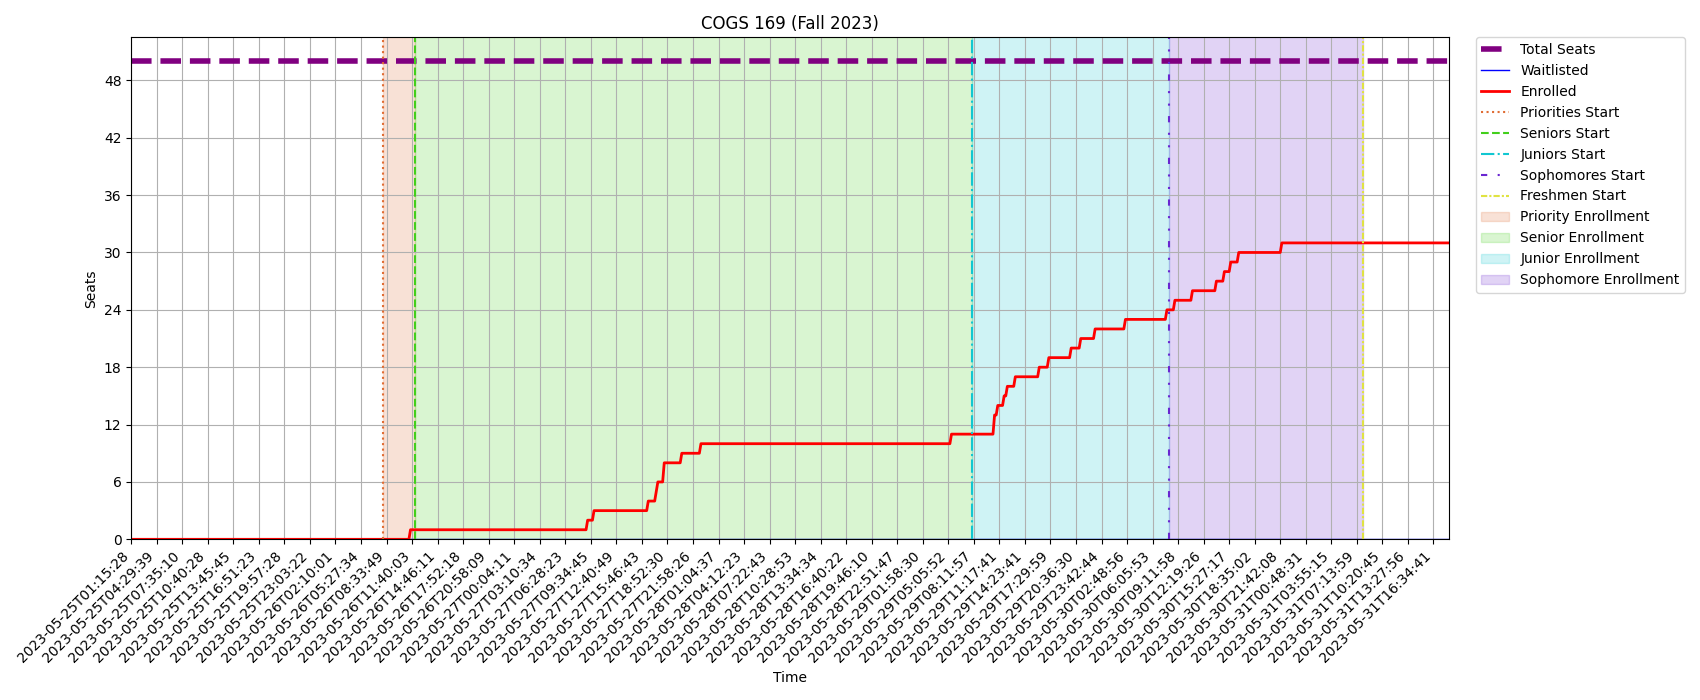 COGS 169 (Fall 2023)
Seats
48
42
36
30
24
18
12
6
0
2023-05-25T01:15:28
2023-05-25T04:29:39
2023-05-25T07:35:10
2023-05-25T10:40:28
2023-05-25T13:45:45
2023-05-25T16:51:23
2023-05-25T19:57:28
2023-05-25T23:03:22
2023-05-26T02:10:01
2023-05-26T05:27:34
2023-05-26T08:33:49
2023-05-26T11:40:03
2023-05-26T14:46:11
2023-05-26T17:52:18
2023-05-26T20:58:09
2023-05-27T00:04:11
2023-05-27T03:10:34
2023-05-27T06:28:23
2023-05-27T09:34:45
2023-05-27T12:40:49
2023-05-27T15:46:43
2023-05-27T18:52:30
2023-05-27T21:58:26
2023-05-28T01:04:37
2023-05-28T04:12:23
2023-05-28T07:22:43
2023-05-28T10:28:53
2023-05-28T13:34:34
2023-05-28T16:40:22
2023-05-28T19:46:10
2023-05-28T22:51:47
2023-05-29T01:58:30
2023-05-29T05:05:52
2023-05-29T08:11:57
2023-05-29T11:17:41
2023-05-29T14:23:41
2023-05-29T17:29:59
2023-05-29T20:36:30
2023-05-29T23:42:44
2023-05-30T02:48:56
2023-05-30T06:05:53
2023-05-30T09:11:58
2023-05-30T12:19:26
2023-05-30T15:27:17
2023-05-30T18:35:02
2023-05-30T21:42:08
2023-05-31T00:48:31
2023-05-31T03:55:15
2023-05-31T07:13:59
2023-05-31T10:20:45
2023-05-31T13:27:56
2023-05-31T16:34:41
Time
Total Seats
Waitlisted
Enrolled
Priorities Start
Seniors Start
Juniors Start
Sophomores Start
Freshmen Start
Priority Enrollment
Senior Enrollment
Junior Enrollment
Sophomore Enrollment